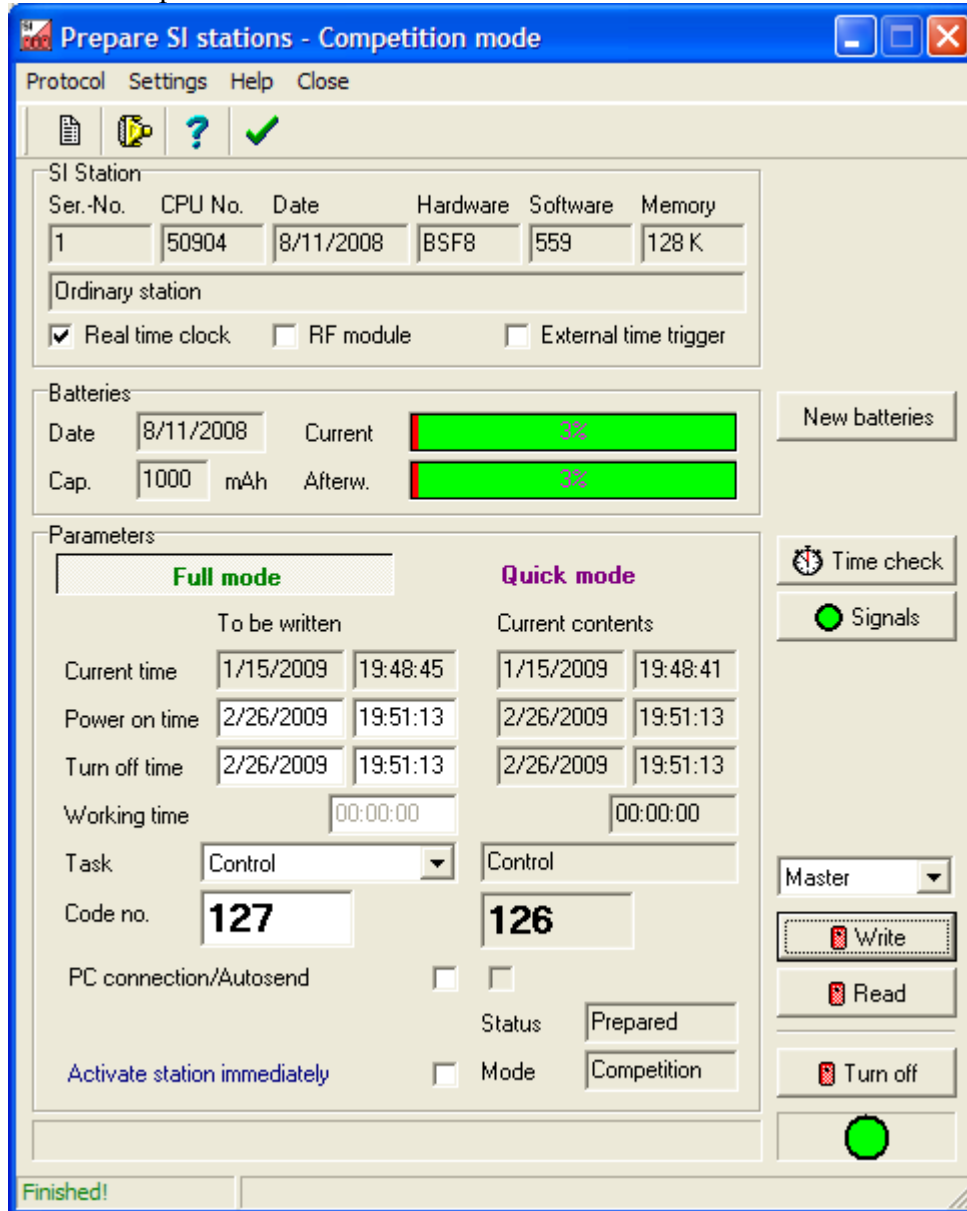 Prepare SI stations - Competition mode
Protocol Settings Help Close
SI Station
Ser.-No. CPU No. Date Hardware Software Memory
1 50904 8/11/2008 BSF8 559 128 K
Ordinary station
Real time clock RF module External time trigger
Batteries
Date 8/11/2008 Current 3% New batteries
Cap. 1000 mAh Afterw. 3%
Parameters
Full mode Quick mode Time check
To be written Current contents Signals
Current time 1/15/2009 19:48:45 1/15/2009 19:48:41
Power on time 2/26/2009 19:51:13 2/26/2009 19:51:13
Turn off time 2/26/2009 19:51:13 2/26/2009 19:51:13
Working time 00:00:00 00:00:00
Task Control Control Master
Code no. 127 126 Write
PC connection/Autosend Read
Status Prepared
Activate station immediately Mode Competition Turn off
Finished!